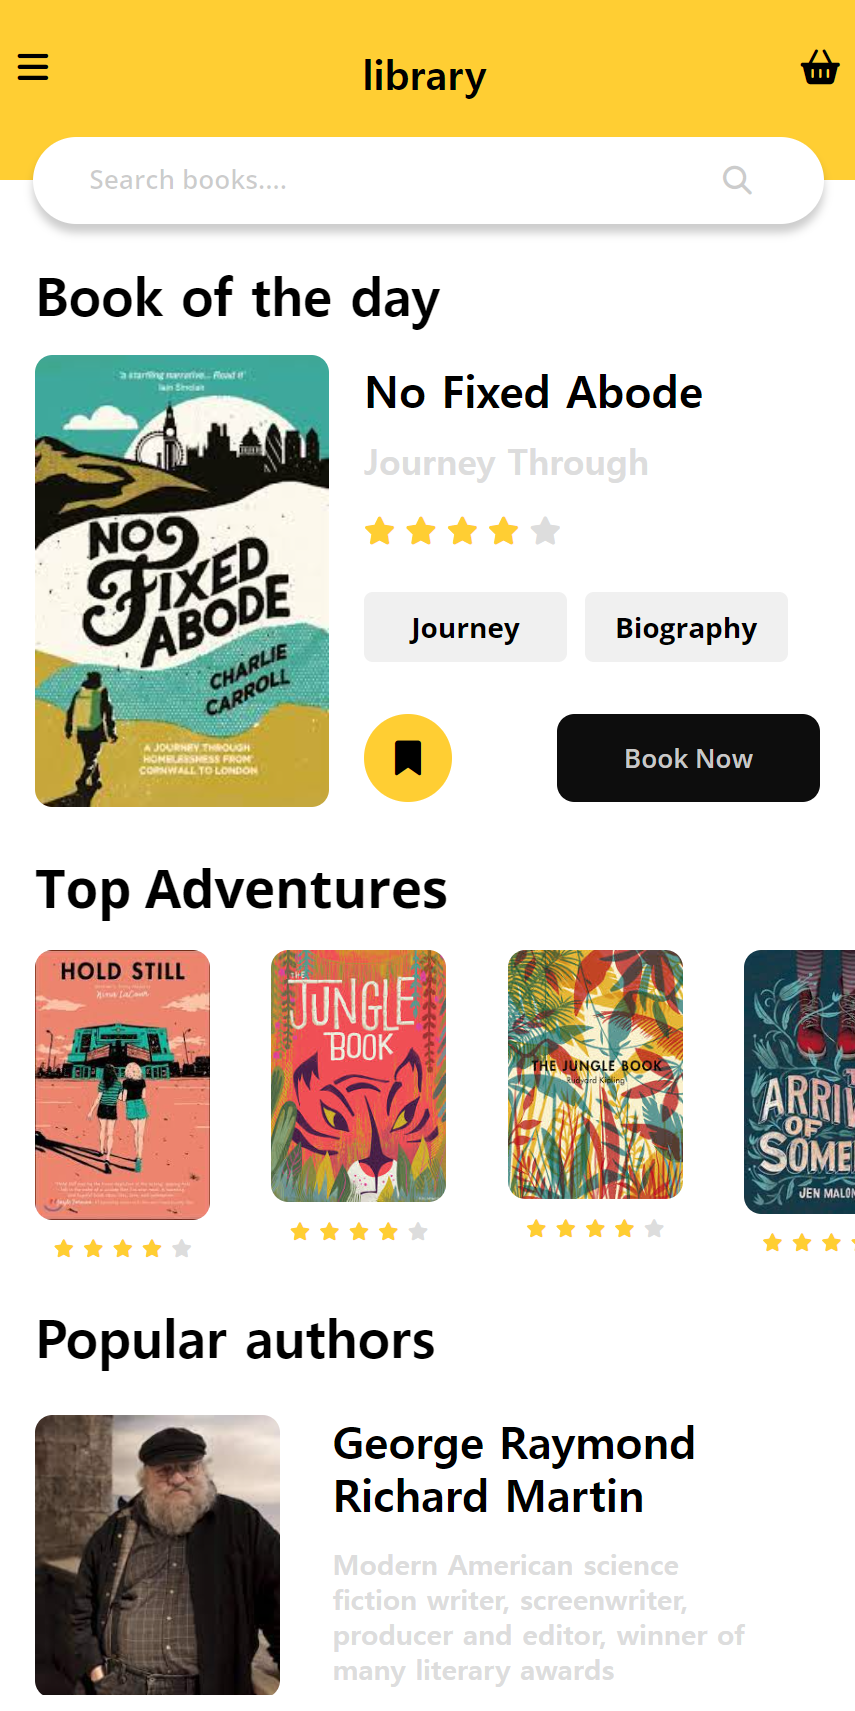 library
Search books....
Book of the day
'a startling narrative... Read it'
Iain Sinclair
NO
FIXED
ABODE
CHARLIE
CARROLL
A JOURNEY THROUGH
HOMELESSNESS FROM
CORNWALL TO LONDON
No Fixed Abode
Journey Through
Journey
Biography
Book Now
Top Adventures
HOLD STILL
Nina LaCour
THE
JUNGLE
BOOK
THE JUNGLE BOOK
Rudyard Kipling
ARRIV
OF
SOME
JEN MALON
Popular authors
George Raymond
Richard Martin
Modern American science
fiction writer, screenwriter,
producer and editor, winner of
many literary awards